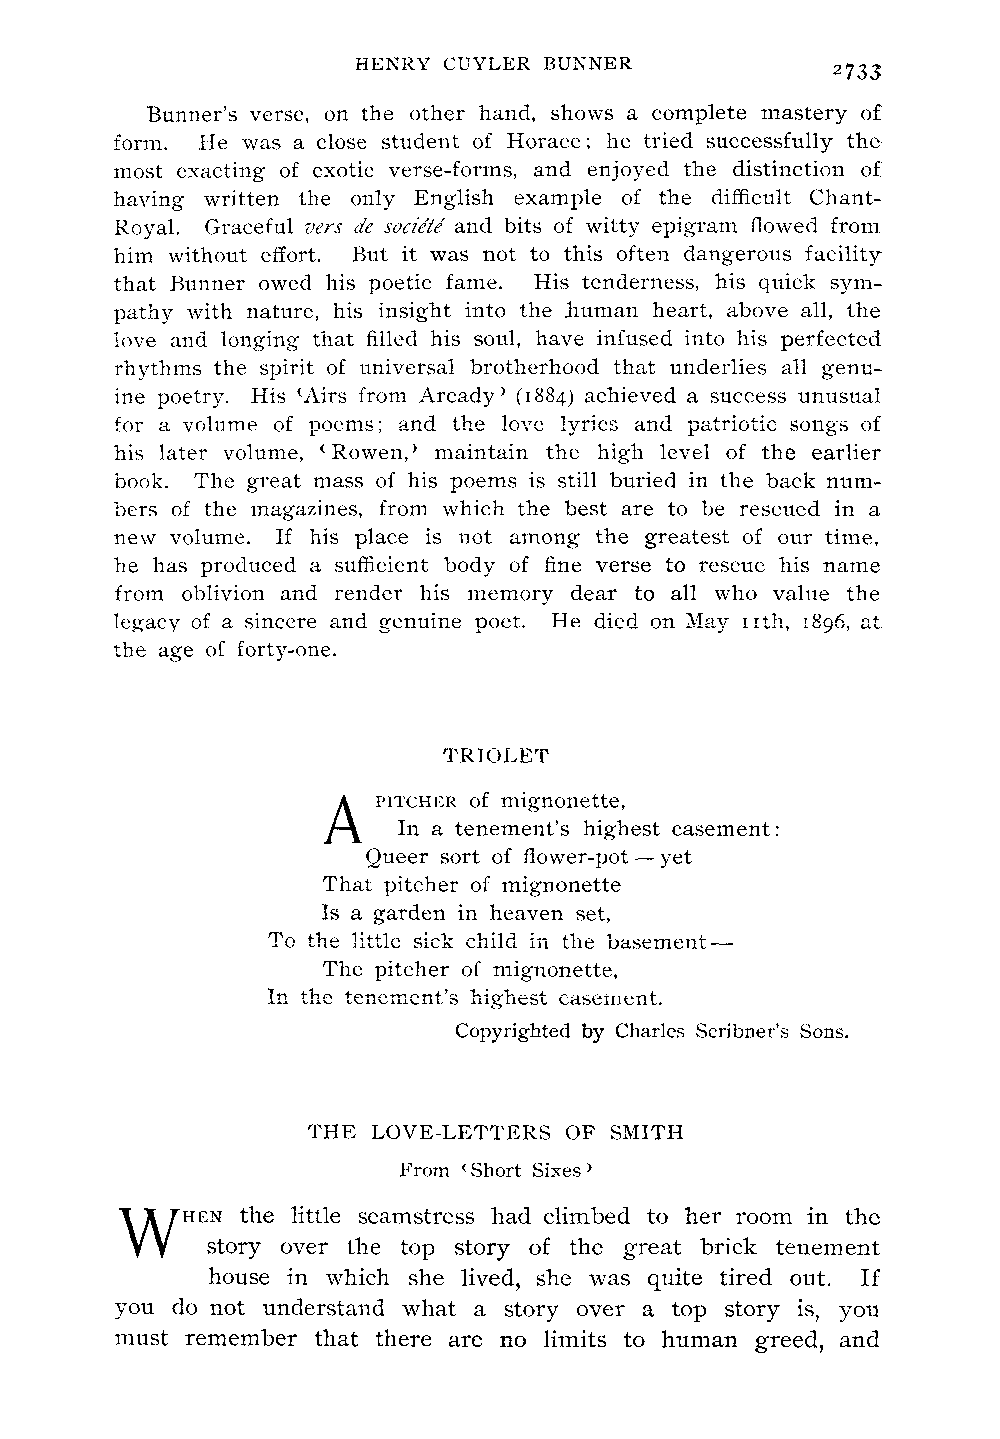 HENRY CUYLER BUNNER
2733
Bunner's verse, on the other hand, shows a complete mastery of
form. He was a close student of Horace; he tried successfully the
most exacting of exotic verse-forms, and enjoyed the distinction of
having written the only English example of the difficult Chant-
Royal. Graceful vers de société and bits of witty epigram flowed from
him without effort. But it was not to this often dangerous facility
that Bunner owed his poetic fame. His tenderness, his quick sym-
pathy with nature, his insight into the human heart, above all, the
love and longing that filled his soul, have infused into his perfected
rhythms the spirit of universal brotherhood that underlies all genu-
ine poetry. His ‹Airs from Arcady› (1884) achieved a success unusual
for a volume of poems; and the love lyrics and patriotic songs of
his later volume, ‹Rowen,› maintain the high level of the earlier
book. The great mass of his poems is still buried in the back num-
bers of the magazines, from which the best are to be rescued in a
new volume. If his place is not among the greatest of our time,
he has produced a sufficient body of fine verse to rescue his name
from oblivion and render his memory dear to all who value the
legacy of a sincere and genuine poet. He died on May 11th, 1896, at
the age of forty-one.
TRIOLET
A PITCHER of mignonette,
In a tenement's highest casement:
Queer sort of flower-pot — yet
That pitcher of mignonette
Is a garden in heaven set,
To the little sick child in the basement—
The pitcher of mignonette,
In the tenement's highest casement.
Copyrighted by Charles Scribner's Sons.
THE LOVE-LETTERS OF SMITH
From ‹Short Sixes›
WHEN the little seamstress had climbed to her room in the
story over the top story of the great brick tenement
house in which she lived, she was quite tired out. If
you do not understand what a story over a top story is, you
must remember that there are no limits to human greed, and